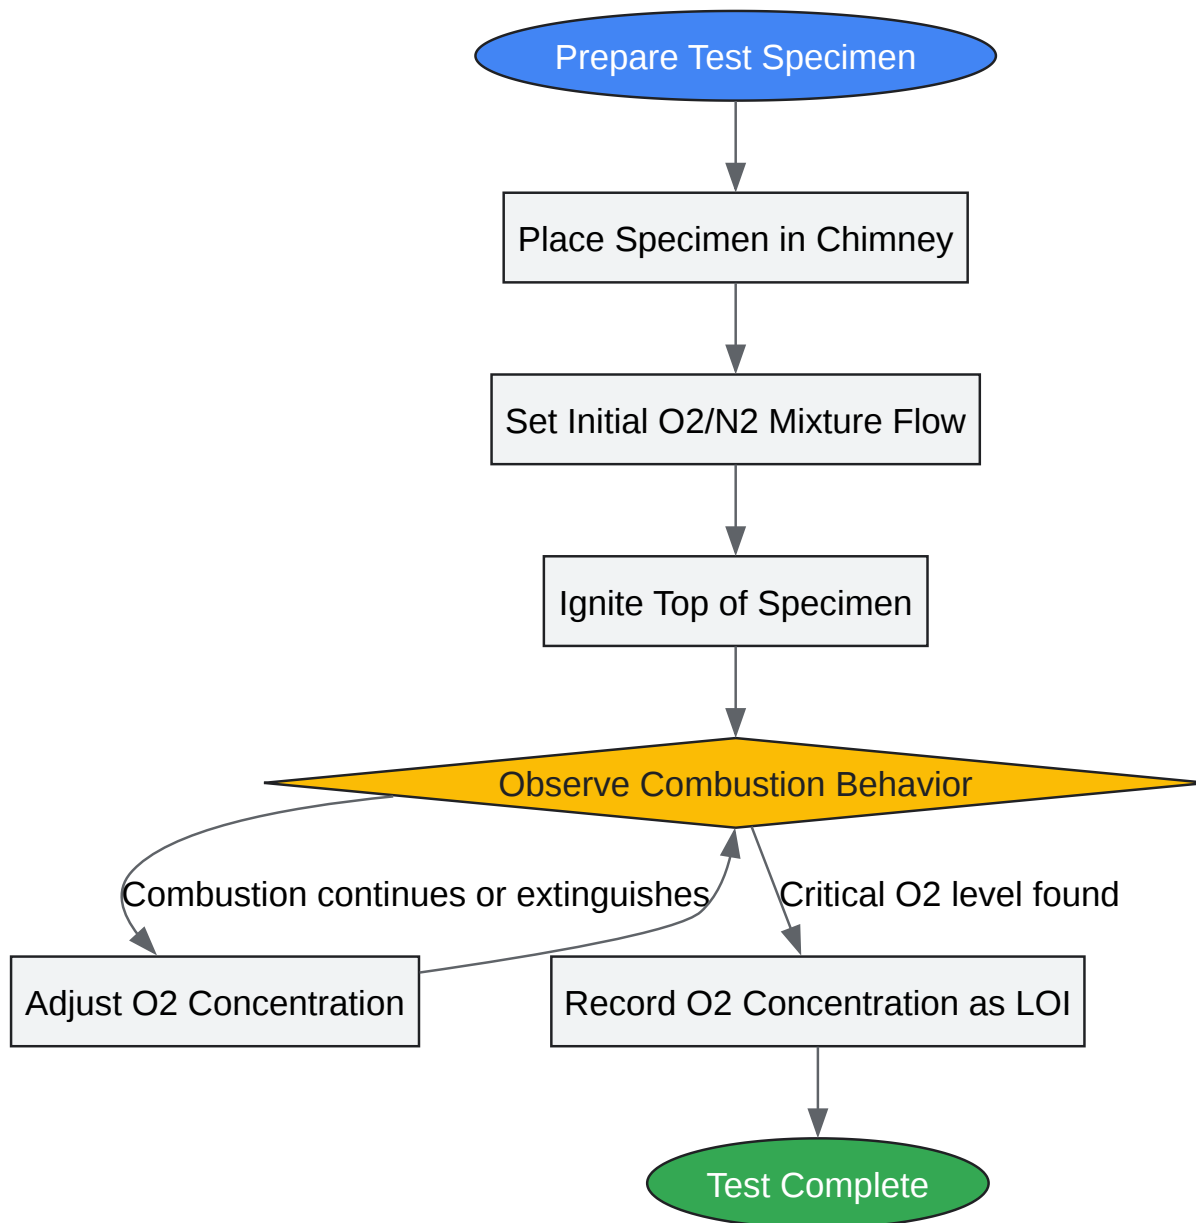 Prepare Test Specimen
Place Specimen in Chimney
Set Initial O2/N2 Mixture Flow
Ignite Top of Specimen
Observe Combustion Behavior
Combustion continues or extinguishes
Critical O2 level found
Adjust O2 Concentration
Record O2 Concentration as LOI
Test Complete